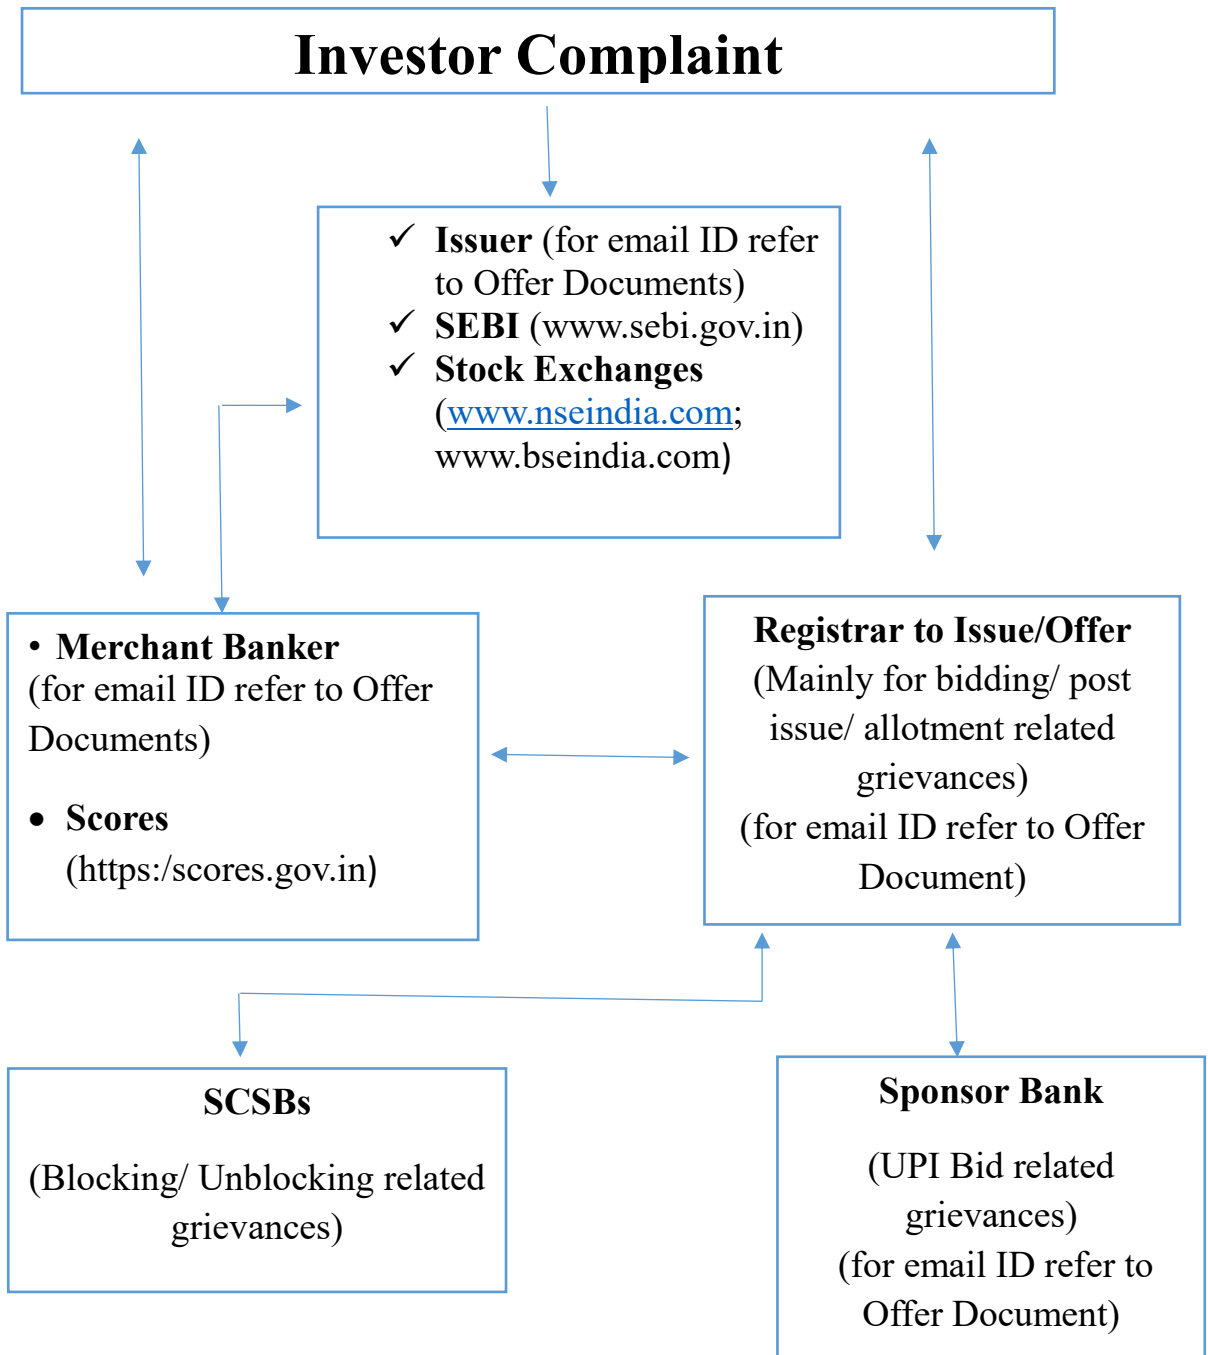 Investor Complaint
✓ Issuer (for email ID refer
to Offer Documents)
✓ SEBI (www.sebi.gov.in)
✓ Stock Exchanges
(www.nseindia.com;
www.bseindia.com)
• Merchant Banker
(for email ID refer to Offer
Documents)
• Scores
(https:/scores.gov.in)
Registrar to Issue/Offer
(Mainly for bidding/ post
issue/ allotment related
grievances)
(for email ID refer to Offer
Document)
SCSBs
(Blocking/ Unblocking related
grievances)
Sponsor Bank
(UPI Bid related
grievances)
(for email ID refer to
Offer Document)